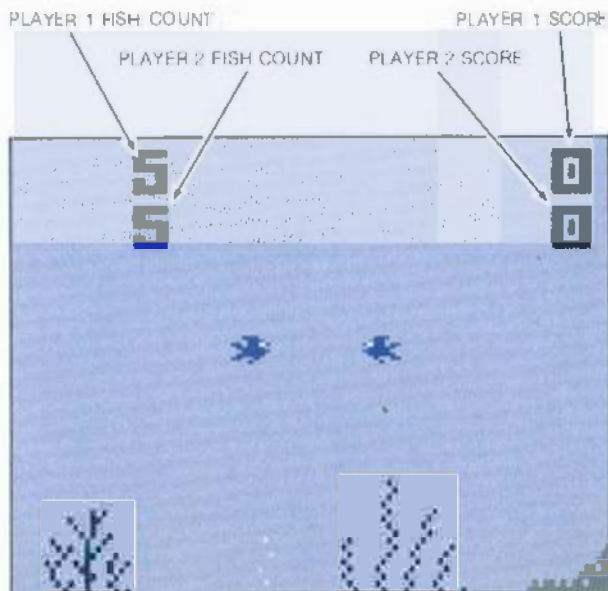 PLAYER 1 FISH COUNT
PLAYER 1 SCORE
PLAYER 2 FISH COUNT
PLAYER 2 SCORE
5
0
5
0